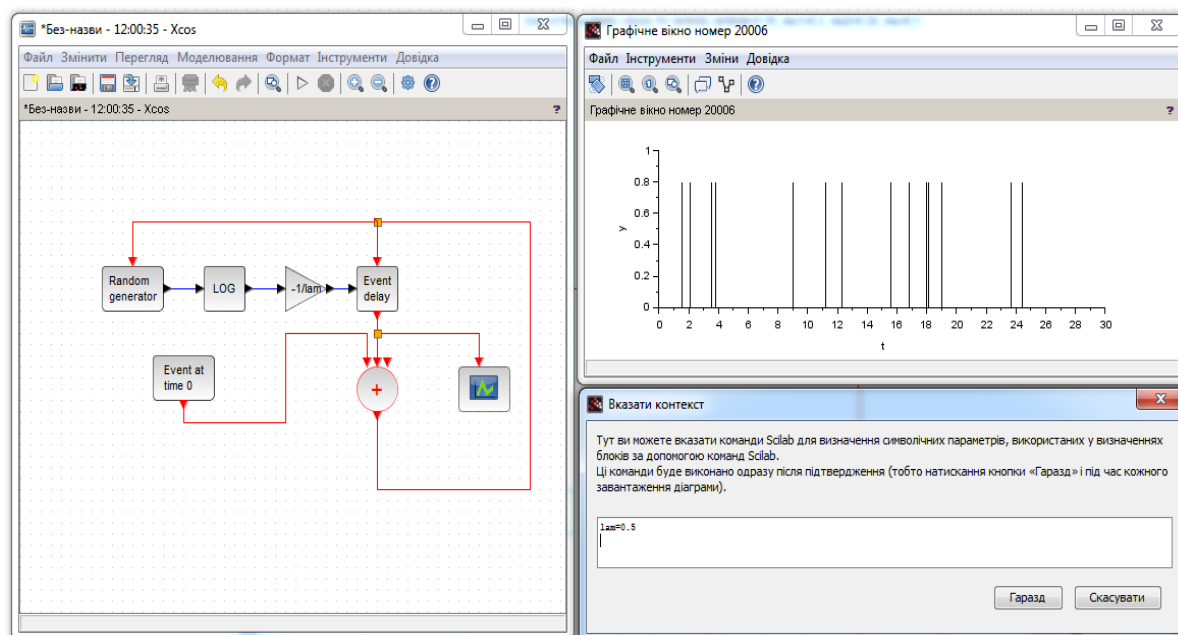 *Без-назви - 12:00:35 - Xcos
Файл Змінити Перегляд Моделювання Формат Інструменти Довідка
*Без-назви - 12:00:35 - Xcos
?
Random
generator
LOG
-1/lam
Event
delay
Event at
time 0
+
Графічне вікно номер 20006
Файл Інструменти Зміни Довідка
Графічне вікно номер 20006
?
1
0.8
0.6
0.4
0.2
0
y
0 2 4 6 8 10 12 14 16 18 20 22 24 26 28 30
t
Вказати контекст
Тут ви можете вказати команди Scilab для визначення символічних параметрів, використаних у визначеннях
блоків за допомогою команд Scilab.
Ці команди буде виконано одразу після підтвердження (тобто натискання кнопки «Гаразд» і під час кожного
завантаження діаграми).
lam=0.5
Гаразд
Скасувати